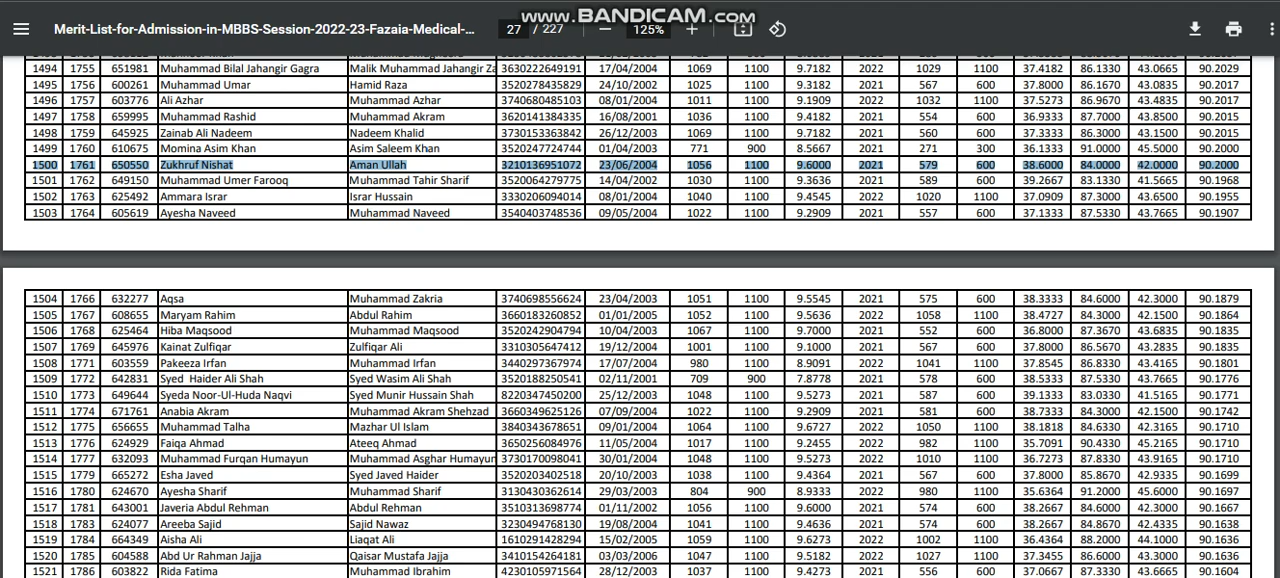 www.BANDICAM.com
Merit-List-for-Admission-in-MBBS-Session-2022-23-Fazaia-Medical-... 27 / 227 125%
1494 1755 651981 Muhammad Bilal Jahangir Gagra Malik Muhammad Jahangir Za 3630222649191 17/04/2004 1069 1100 9.7182 2022 1029 1100 37.4182 86.1330 43.0665 90.2029
1495 1756 600261 Muhammad Umar Hamid Raza 3520278435829 24/10/2002 1025 1100 9.3182 2021 567 600 37.8000 86.1670 43.0835 90.2017
1496 1757 603776 Ali Azhar Muhammad Azhar 3740680485103 08/01/2004 1011 1100 9.1909 2022 1032 1100 37.5273 86.9670 43.4835 90.2017
1497 1758 659995 Muhammad Rashid Muhammad Akram 3620141384335 16/08/2001 1036 1100 9.4182 2021 554 600 36.9333 87.7000 43.8500 90.2015
1498 1759 645925 Zainab Ali Nadeem Nadeem Khalid 3730153363842 26/12/2003 1069 1100 9.7182 2021 560 600 37.3333 86.3000 43.1500 90.2015
1499 1760 610675 Momina Asim Khan Asim Saleem Khan 3520247724744 01/04/2003 771 900 8.5667 2021 271 300 36.1333 91.0000 45.5000 90.2000
1500 1761 650550 Zukhruf Nishat Aman Ullah 3210136951072 23/06/2004 1056 1100 9.6000 2021 579 600 38.6000 84.0000 42.0000 90.2000
1501 1762 649150 Muhammad Umer Farooq Muhammad Tahir Sharif 3520064279775 14/04/2002 1030 1100 9.3636 2021 589 600 39.2667 83.1330 41.5665 90.1968
1502 1763 625492 Ammara Israr Israr Hussain 3330206094014 08/01/2004 1040 1100 9.4545 2022 1020 1100 37.0909 87.3000 43.6500 90.1955
1503 1764 605619 Ayesha Naveed Muhammad Naveed 3540403748536 09/05/2004 1022 1100 9.2909 2021 557 600 37.1333 87.5330 43.7665 90.1907
1504 1766 632277 Aqsa Muhammad Zakria 3740698556624 23/04/2003 1051 1100 9.5545 2021 575 600 38.3333 84.6000 42.3000 90.1879
1505 1767 608655 Maryam Rahim Abdul Rahim 3660183260852 01/01/2005 1052 1100 9.5636 2022 1058 1100 38.4727 84.3000 42.1500 90.1864
1506 1768 625464 Hiba Maqsood Muhammad Maqsood 3520242904794 10/04/2003 1067 1100 9.7000 2021 552 600 36.8000 87.3670 43.6835 90.1835
1507 1769 645976 Kainat Zulfiqar Zulfiqar Ali 3310305647412 19/12/2004 1001 1100 9.1000 2021 567 600 37.8000 86.5670 43.2835 90.1835
1508 1771 603559 Pakeeza Irfan Muhammad Irfan 3440297367974 17/07/2004 980 1100 8.9091 2022 1041 1100 37.8545 86.8330 43.4165 90.1801
1509 1772 642831 Syed Haider Ali Shah Syed Wasim Ali Shah 3520188250541 02/11/2001 709 900 7.8778 2021 578 600 38.5333 87.5330 43.7665 90.1776
1510 1773 649644 Syeda Noor-Ul-Huda Naqvi Syed Munir Hussain Shah 8220347450200 25/12/2003 1048 1100 9.5273 2021 587 600 39.1333 83.0330 41.5165 90.1771
1511 1774 671761 Anabia Akram Muhammad Akram Shehzad 3660349625126 07/09/2004 1022 1100 9.2909 2021 581 600 38.7333 84.3000 42.1500 90.1742
1512 1775 656655 Muhammad Talha Mazhar Ul Islam 3840343678651 09/01/2004 1064 1100 9.6727 2022 1050 1100 38.1818 84.6330 42.3165 90.1710
1513 1776 624929 Faiqa Ahmad Ateeq Ahmad 3650256084976 11/05/2004 1017 1100 9.2455 2022 982 1100 35.7091 90.4330 45.2165 90.1710
1514 1777 632093 Muhammad Furqan Humayun Muhammad Asghar Humayun 3730170098041 30/01/2004 1048 1100 9.5273 2022 1010 1100 36.7273 87.8330 43.9165 90.1710
1515 1779 665272 Esha Javed Syed Javed Haider 3520203402518 20/10/2003 1038 1100 9.4364 2021 567 600 37.8000 85.8670 42.9335 90.1699
1516 1780 624670 Ayesha Sharif Muhammad Sharif 3130430362614 29/03/2003 804 900 8.9333 2022 980 1100 35.6364 91.2000 45.6000 90.1697
1517 1781 643001 Javeria Abdul Rehman Abdul Rehman 3510313698774 01/11/2002 1056 1100 9.6000 2021 574 600 38.2667 84.6000 42.3000 90.1667
1518 1783 624077 Areeba Sajid Sajid Nawaz 3230494768130 19/08/2004 1041 1100 9.4636 2021 574 600 38.2667 84.8670 42.4335 90.1638
1519 1784 664349 Aisha Ali Liaqat Ali 1610291428294 15/02/2005 1059 1100 9.6273 2022 1002 1100 36.4364 88.2000 44.1000 90.1636
1520 1785 604588 Abd Ur Rahman Jajja Qaisar Mustafa Jajja 3410154264181 03/03/2006 1047 1100 9.5182 2022 1027 1100 37.3455 86.6000 43.3000 90.1636
1521 1786 603822 Rida Fatima Muhammad Ibrahim 4230105971564 28/12/2003 1037 1100 9.4273 2021 556 600 37.0667 87.3330 43.6665 90.1604